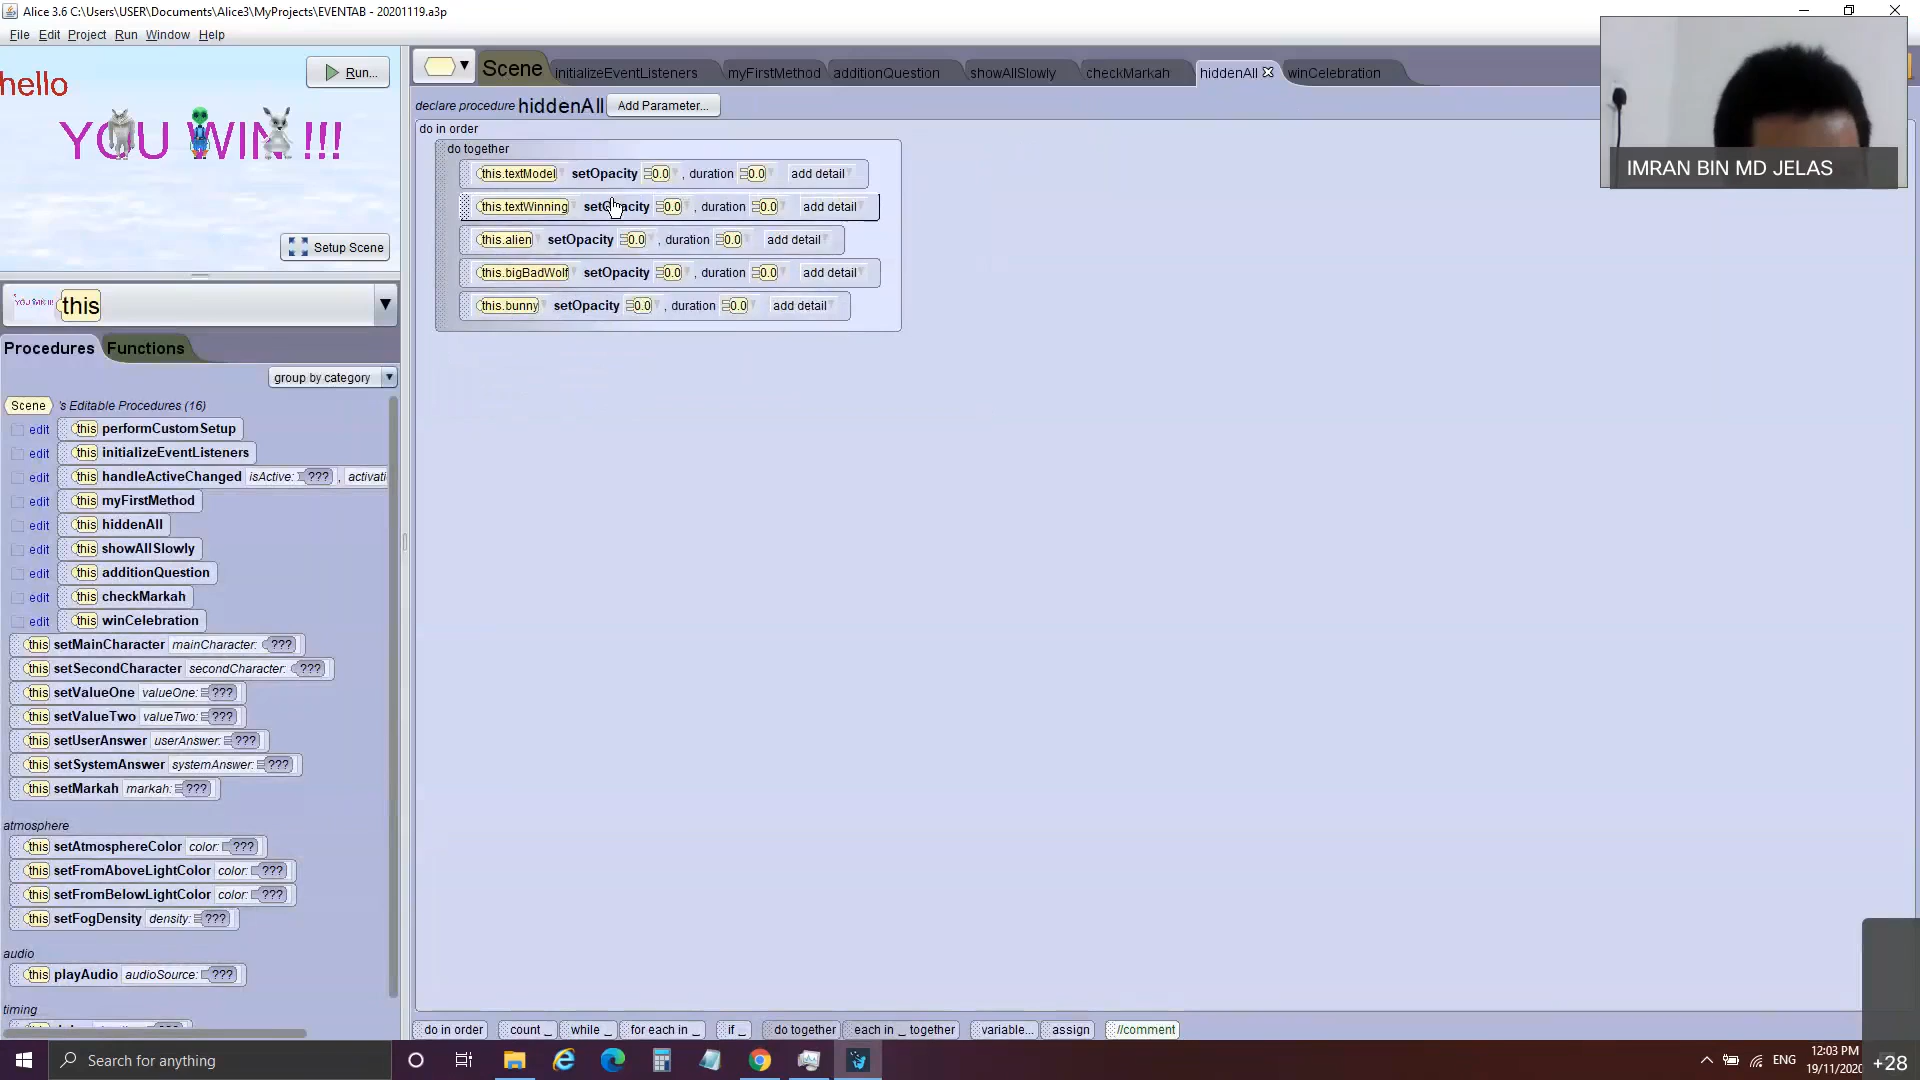 Alice 3.6 C:\Users\USER\Documents\Alice3\MyProjects\EVENTAB - 20201119.a3p
File Edit Project Run Window Help
hello
YOU WIN !!!
Run...
Setup Scene
YOU WIN !!! this
Procedures Functions
group by category
Scene 's Editable Procedures (16)
edit this performCustomSetup
edit this initializeEventListeners
edit this handleActiveChanged isActive: ??? , activati
edit this myFirstMethod
edit this hiddenAll
edit this showAllSlowly
edit this additionQuestion
edit this checkMarkah
edit this winCelebration
this setMainCharacter mainCharacter: ???
this setSecondCharacter secondCharacter: ???
this setValueOne valueOne: ???
this setValueTwo valueTwo: ???
this setUserAnswer userAnswer: ???
this setSystemAnswer systemAnswer: ???
this setMarkah markah: ???
atmosphere
this setAtmosphereColor color: ???
this setFromAboveLightColor color: ???
this setFromBelowLightColor color: ???
this setFogDensity density: ???
audio
this playAudio audioSource: ???
timing
Scene initializeEventListeners myFirstMethod additionQuestion showAllSlowly checkMarkah hiddenAll winCelebration
declare procedure hiddenAll Add Parameter...
do in order
do together
this.textModel setOpacity 0.0 , duration 0.0 add detail
this.textWinning setOpacity 0.0 , duration 0.0 add detail
this.alien setOpacity 0.0 , duration 0.0 add detail
this.bigBadWolf setOpacity 0.0 , duration 0.0 add detail
this.bunny setOpacity 0.0 , duration 0.0 add detail
do in order count _ while _ for each in _ if _ do together each in _ together variable... assign //comment
IMRAN BIN MD JELAS
Search for anything
ENG
12:03 PM
19/11/2020
+28